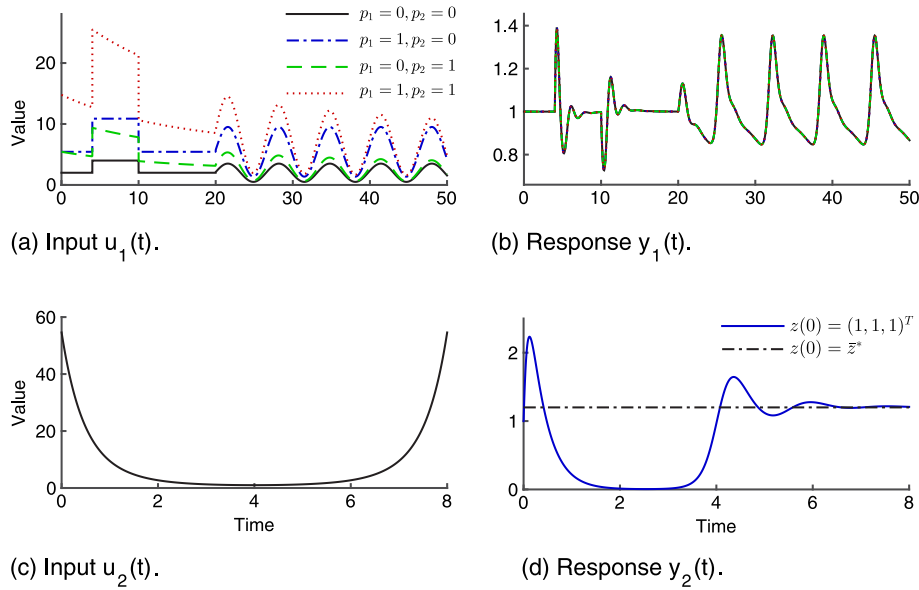 Value
20
10
0
0 10 20 30 40 50
p₁ = 0, p₂ = 0
p₁ = 1, p₂ = 0
p₁ = 0, p₂ = 1
p₁ = 1, p₂ = 1
(a) Input u₁(t).
1.4
1.2
1
0.8
0 10 20 30 40 50
(b) Response y₁(t).
Value
60
40
20
0
0 2 4 6 8
Time
(c) Input u₂(t).
2
1
0
0 2 4 6 8
z(0) = (1, 1, 1)ᵀ
z(0) = z̄*
Time
(d) Response y₂(t).